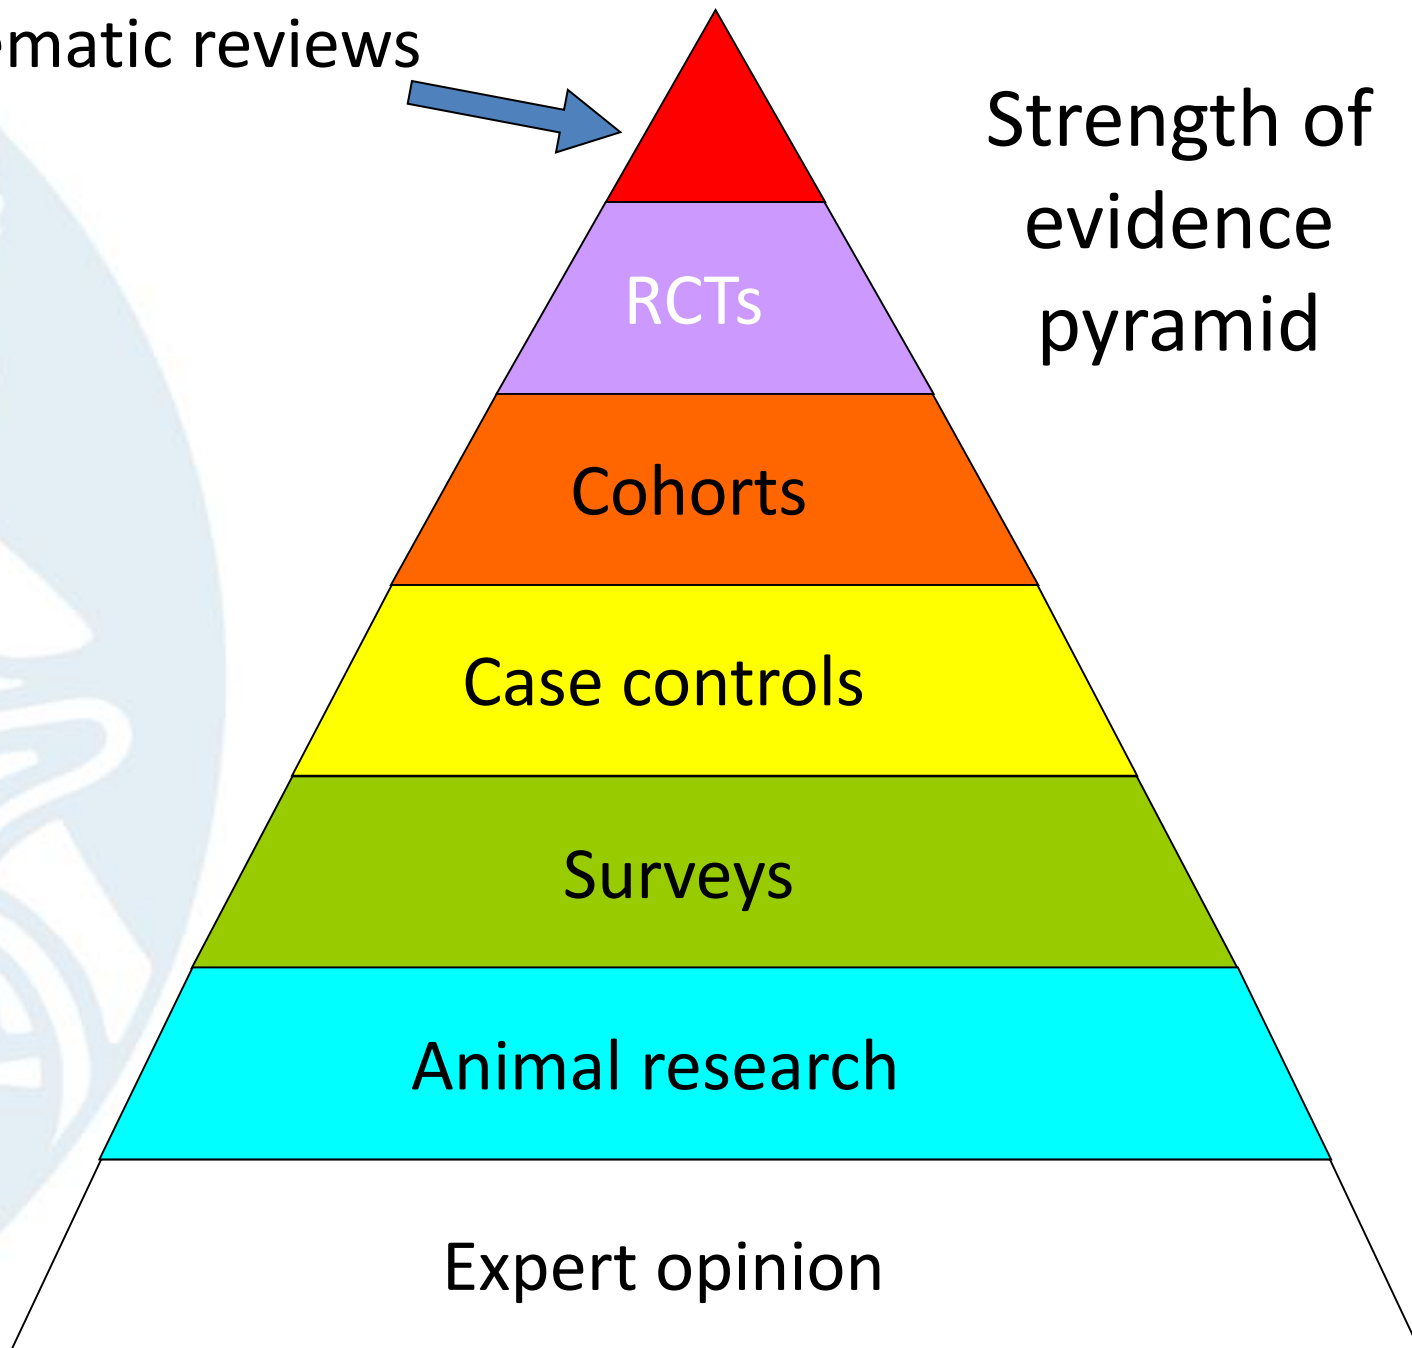 ematic reviews
Strength of
evidence
pyramid
RCTs
Cohorts
Case controls
Surveys
Animal research
Expert opinion